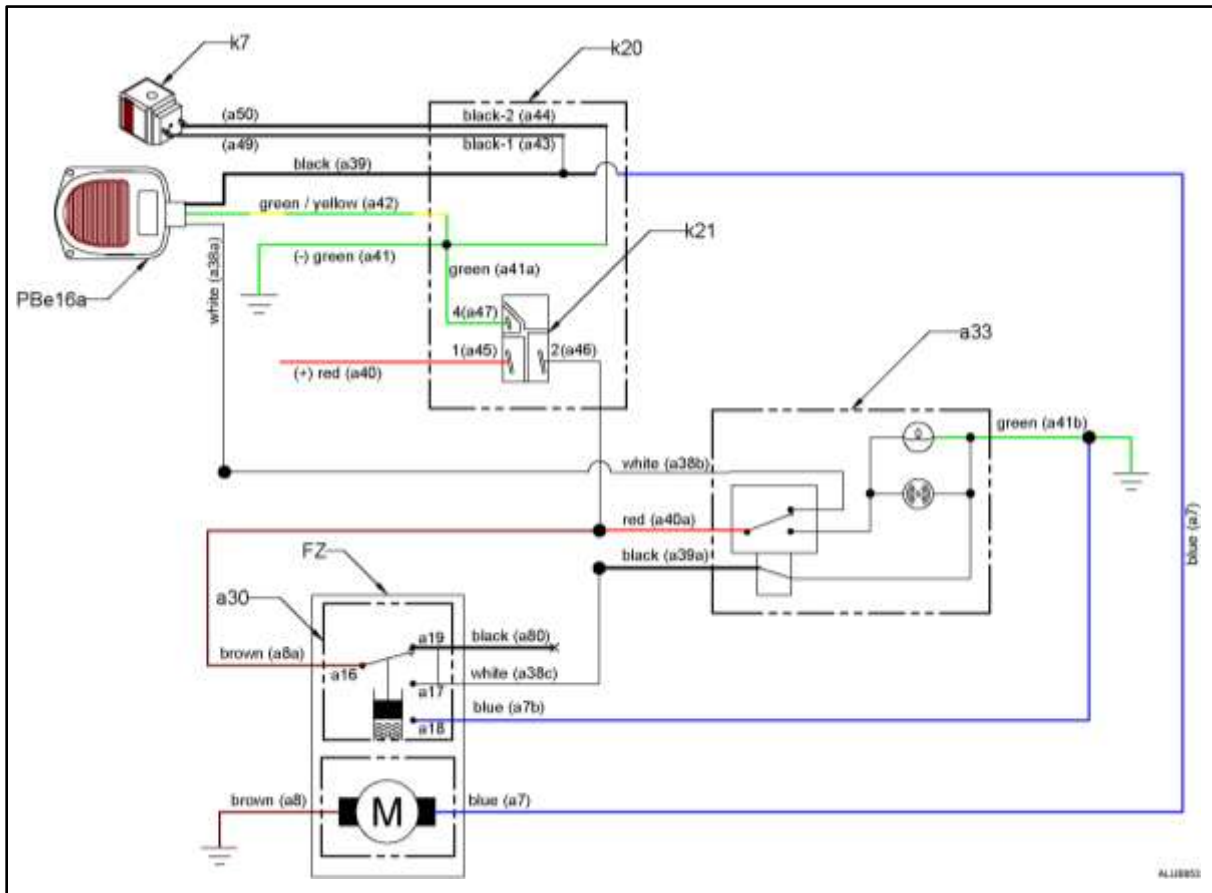 k7
k20
(a50)
black-2 (a44)
(a49)
black-1 (a43)
black (a39)
green / yellow (a42)
k21
(-) green (a41)
green (a41a)
PBe16a
white (a38a)
4(a47)
a33
1(a45)
2(a46)
(+) red (a40)
green (a41b)
white (a38b)
red (a40a)
blue (a7)
FZ
black (a39a)
a30
a19
black (a80)
brown (a8a)
a16
white (a38c)
a17
blue (a7b)
a18
brown (a8)
M
blue (a7)